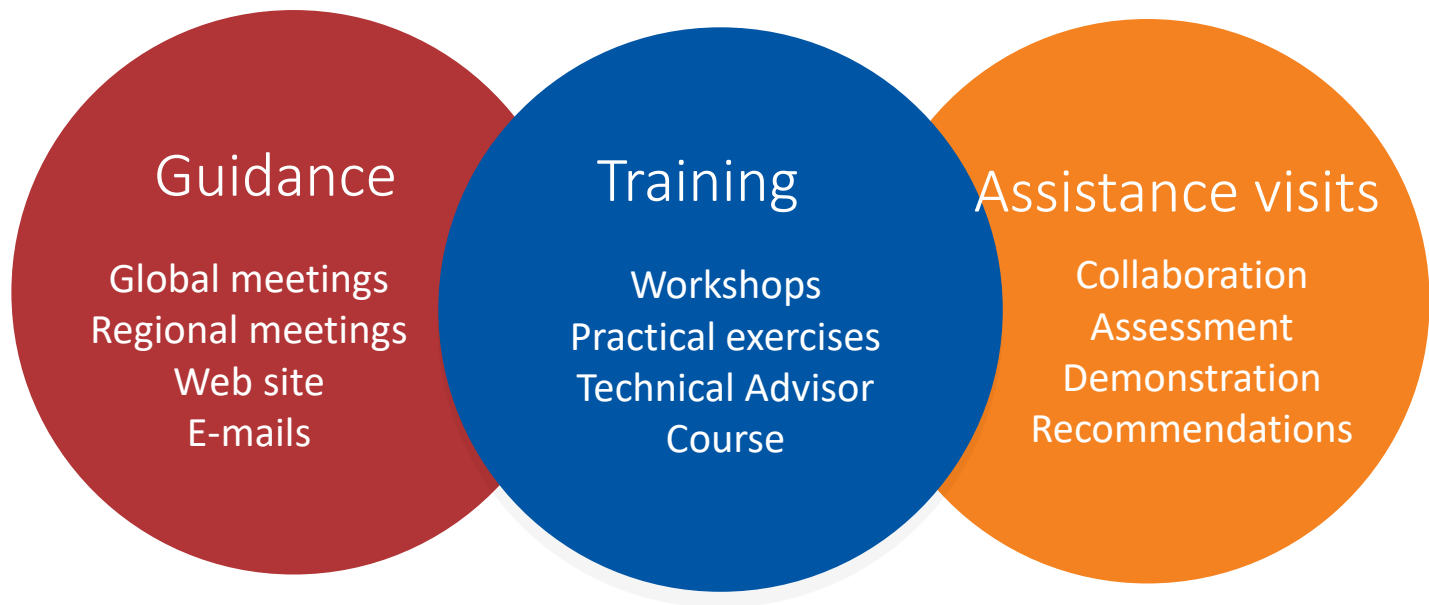 Guidance
Global meetings
Regional meetings
Web site
E-mails
Training
Workshops
Practical exercises
Technical Advisor
Course
Assistance visits
Collaboration
Assessment
Demonstration
Recommendations